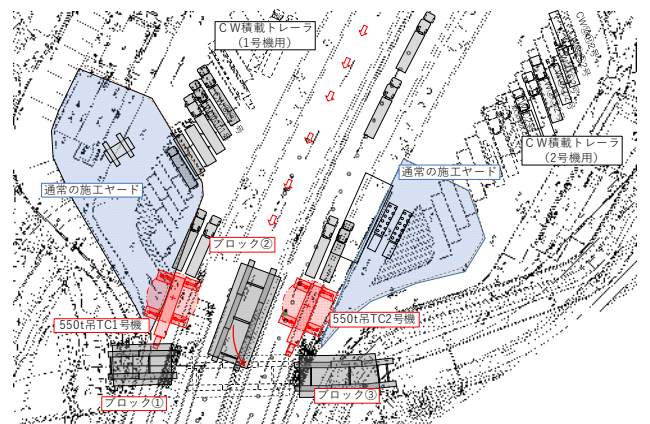 CW積載トレーラ
(1号機用)
CW積載トレーラ
(2号機用)
通常の施工ヤード
通常の施工ヤード
ブロック②
550t吊TC1号機
550t吊TC2号機
ブロック①
ブロック③